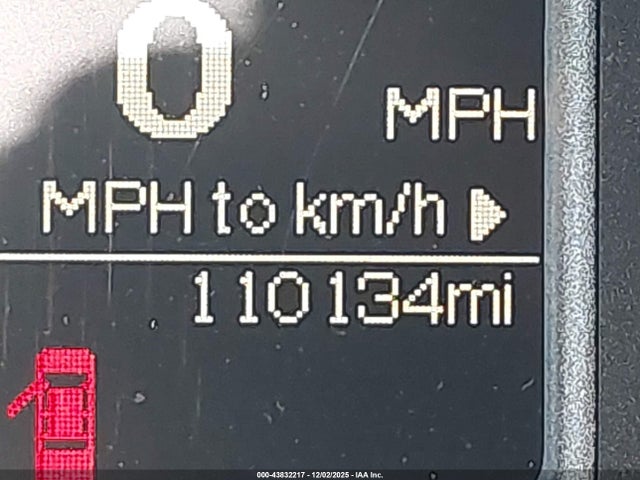 0 MPH
MPH to km/h
110134mi
000-43832217 - 12/02/2025 - IAA Inc.